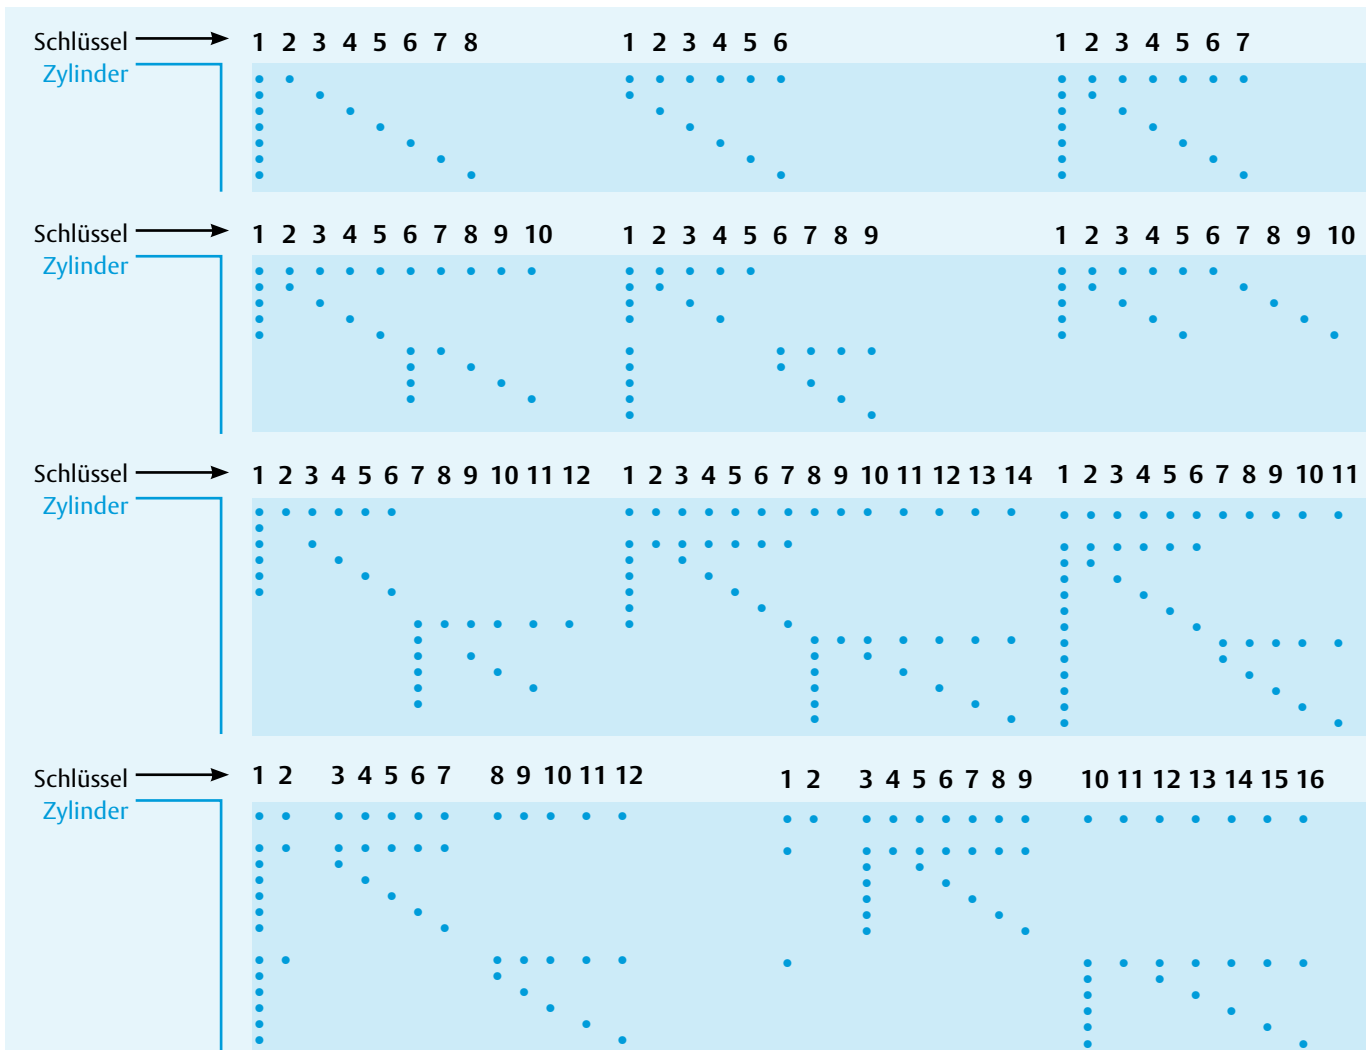 Schlüssel 1 2 3 4 5 6 7 8 1 2 3 4 5 6 1 2 3 4 5 6 7
Zylinder
Schlüssel 1 2 3 4 5 6 7 8 9 10 1 2 3 4 5 6 7 8 9 1 2 3 4 5 6 7 8 9 10
Zylinder
Schlüssel 1 2 3 4 5 6 7 8 9 10 11 12 1 2 3 4 5 6 7 8 9 10 11 12 13 14 1 2 3 4 5 6 7 8 9 10 11
Zylinder
Schlüssel 1 2 3 4 5 6 7 8 9 10 11 12 1 2 3 4 5 6 7 8 9 10 11 12 13 14 15 16
Zylinder